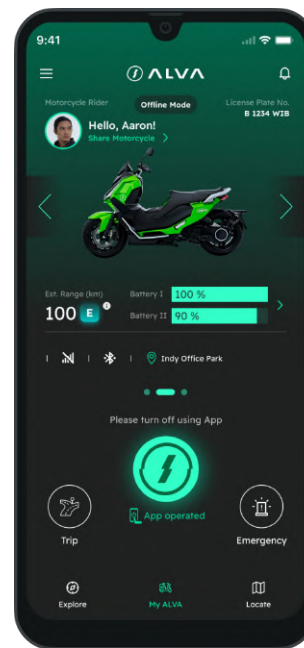 9:41
ALVA
Motorcycle Rider
Offline Mode
License Plate No.
B 1234 WIB
Hello, Aaron!
Share Motorcycle
Est. Range (km)
100 E
Battery I 100 %
Battery II 90 %
Indy Office Park
Please turn off using App
App operated
Trip
Emergency
Explore
My ALVA
Locate